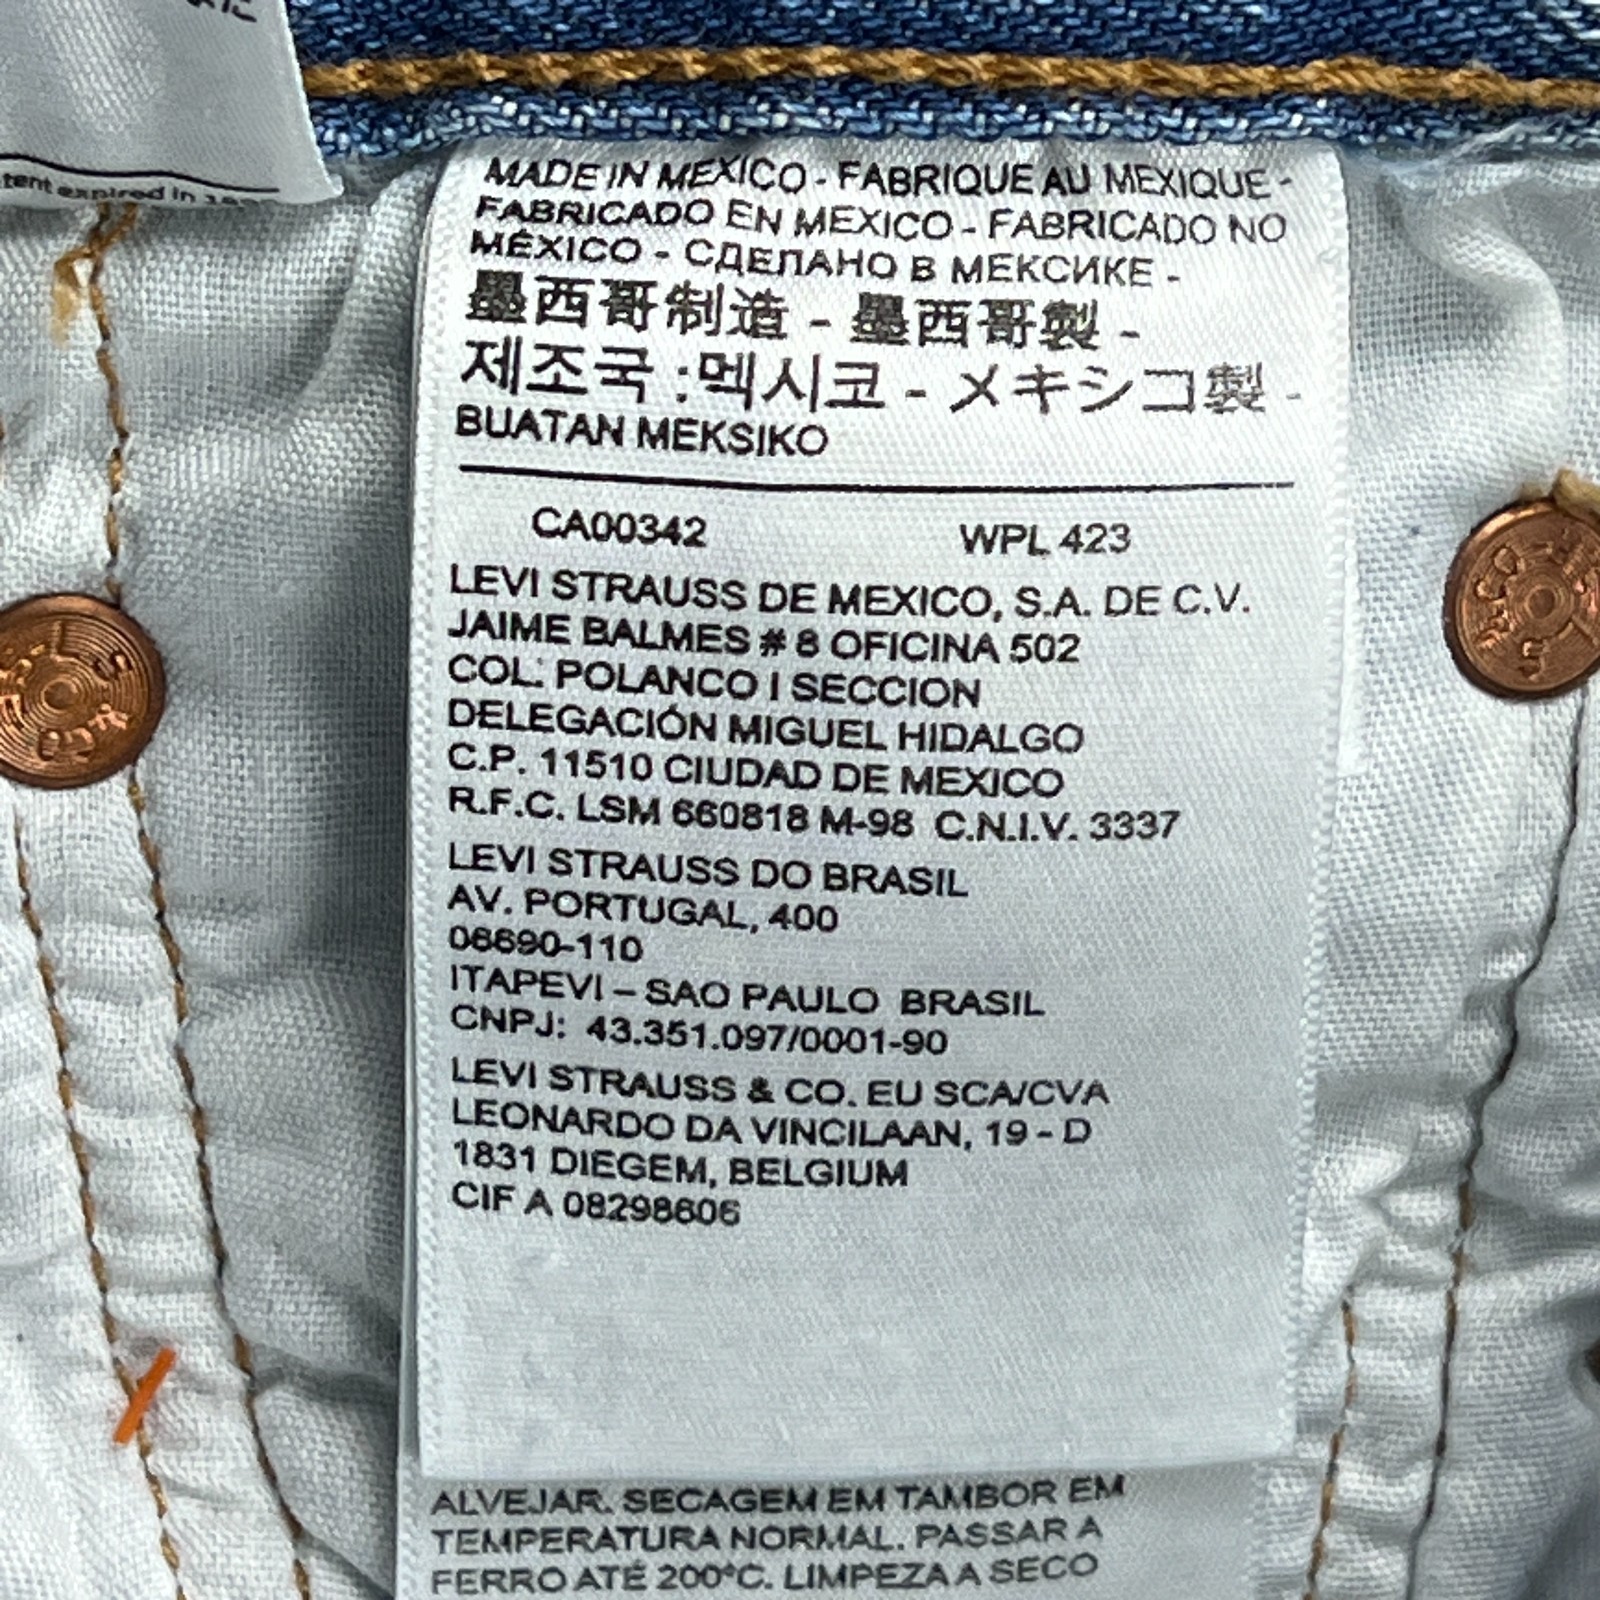 tent expired in
MADE IN MEXICO - FABRIQUE AU MEXIQUE -
FABRICADO EN MEXICO - FABRICADO NO
MÉXICO - СДЕЛАНО В МЕКСИКЕ -
墨西哥制造 - 墨西哥製 -
제조국 : 멕시코 - メキシコ製 -
BUATAN MEKSIKO
CA00342 WPL 423
LEVI STRAUSS DE MEXICO, S.A. DE C.V.
JAIME BALMES # 8 OFICINA 502
COL. POLANCO I SECCION
DELEGACIÓN MIGUEL HIDALGO
C.P. 11510 CIUDAD DE MEXICO
R.F.C. LSM 660818 M-98 C.N.I.V. 3337
LEVI STRAUSS DO BRASIL
AV. PORTUGAL, 400
06690-110
ITAPEVI – SAO PAULO BRASIL
CNPJ: 43.351.097/0001-90
LEVI STRAUSS & CO. EU SCA/CVA
LEONARDO DA VINCILAAN, 19 - D
1831 DIEGEM, BELGIUM
CIF A 08298606
ALVEJAR. SECAGEM EM TAMBOR EM
TEMPERATURA NORMAL. PASSAR A
FERRO ATÉ 200°C. LIMPEZA A SECO